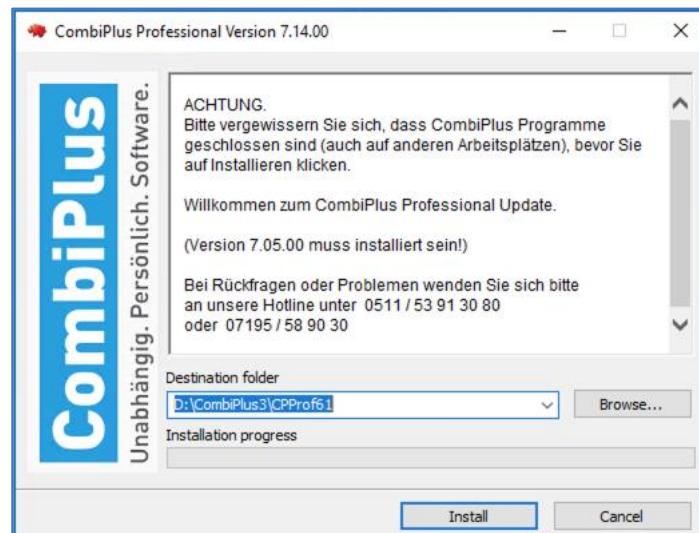 CombiPlus Professional Version 7.14.00
CombiPlus
Unabhängig. Persönlich. Software.
ACHTUNG.
Bitte vergewissern Sie sich, dass CombiPlus Programme
geschlossen sind (auch auf anderen Arbeitsplätzen), bevor Sie
auf Installieren klicken.
Willkommen zum CombiPlus Professional Update.
(Version 7.05.00 muss installiert sein!)
Bei Rückfragen oder Problemen wenden Sie sich bitte
an unsere Hotline unter 0511 / 53 91 30 80
oder 07195 / 58 90 30
Destination folder
D:\CombiPlus3\CPProf61
Browse...
Installation progress
Install
Cancel